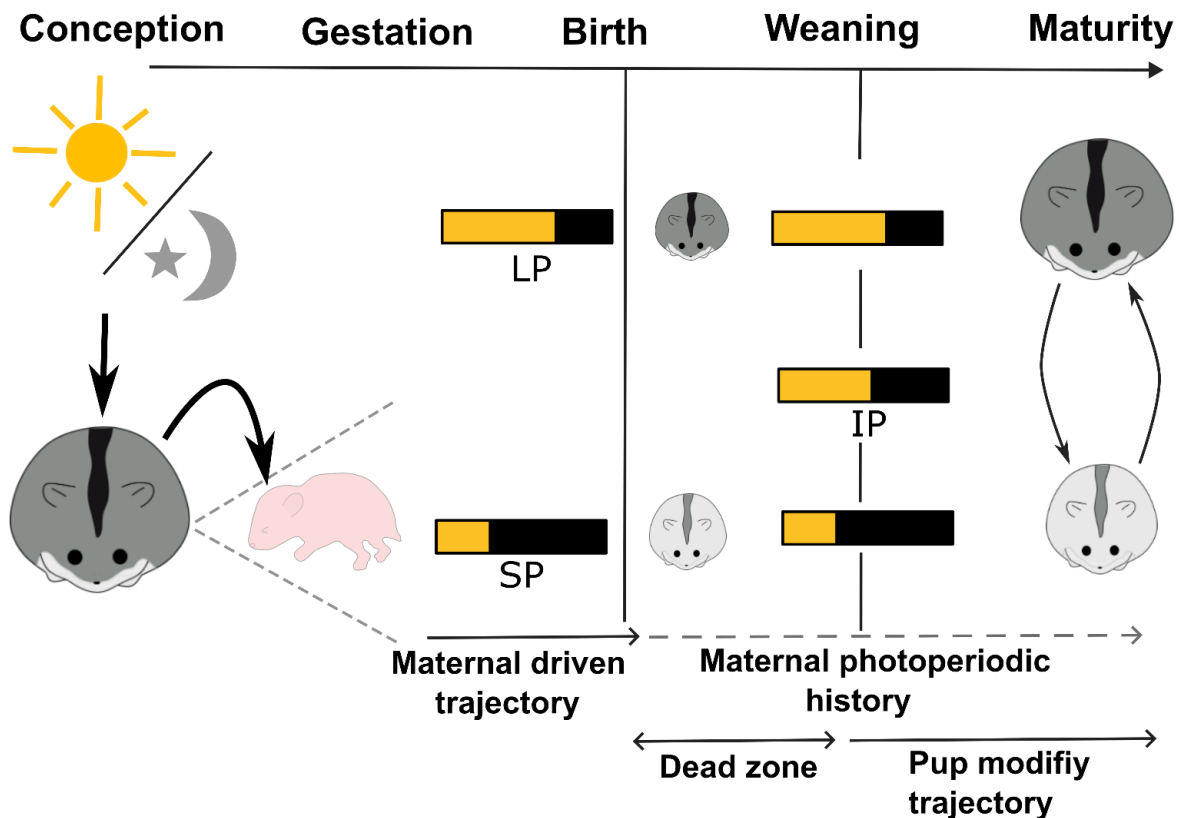 Conception
Gestation
Birth
Weaning
Maturity
LP
IP
SP
Maternal driven
trajectory
Maternal photoperiodic
history
Dead zone
Pup modifiy
trajectory